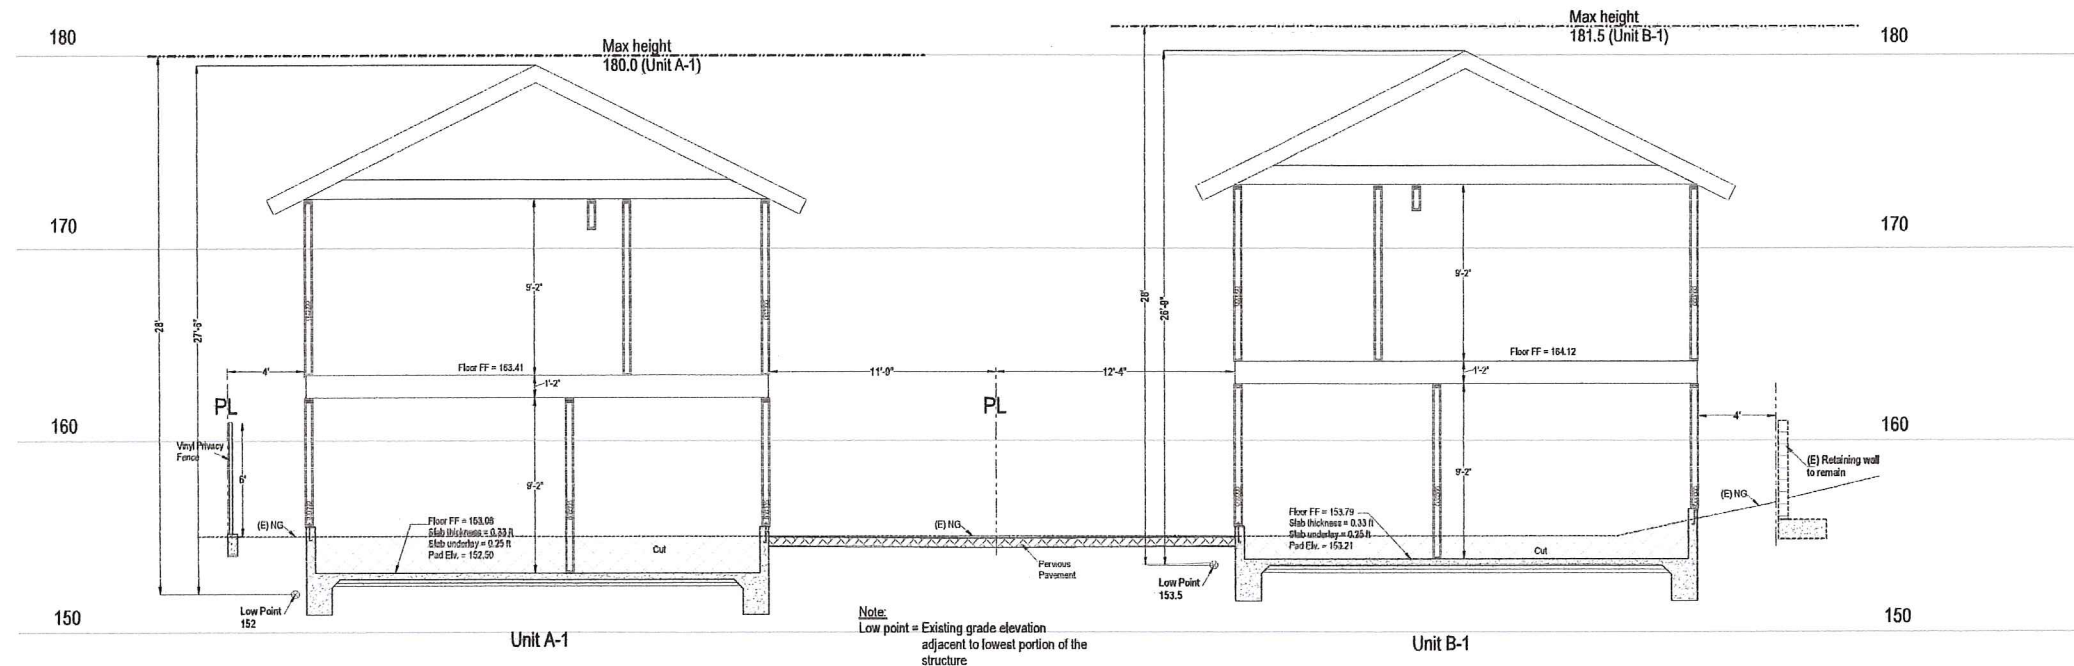 180
Max height
180.0 (Unit A-1)
Max height
181.5 (Unit B-1)
180
170
170
28'
27'-6"
28'
9'-2"
9'-2"
Floor FF = 163.41
Floor FF = 164.12
4'
1'-2"
11'-9"
12'-4"
1'-2"
PL
PL
4'
160
160
Vinyl Privacy
Fence
6'
9'-2"
9'-2"
(E) Retaining wall
to remain
(E) NG
(E) NG
(E) NG
Floor FF = 153.08
Slab thickness = 0.33 ft
Slab underlay = 0.25 ft
Pad Elv. = 152.50
Cut
Floor FF = 153.79
Slab thickness = 0.33 ft
Slab underlay = 0.25 ft
Pad Elv. = 153.21
Cut
Pervious
Pavement
Low Point
153.5
Low Point
152
150
150
Unit A-1
Unit B-1
Note:
Low point = Existing grade elevation
adjacent to lowest portion of the
structure